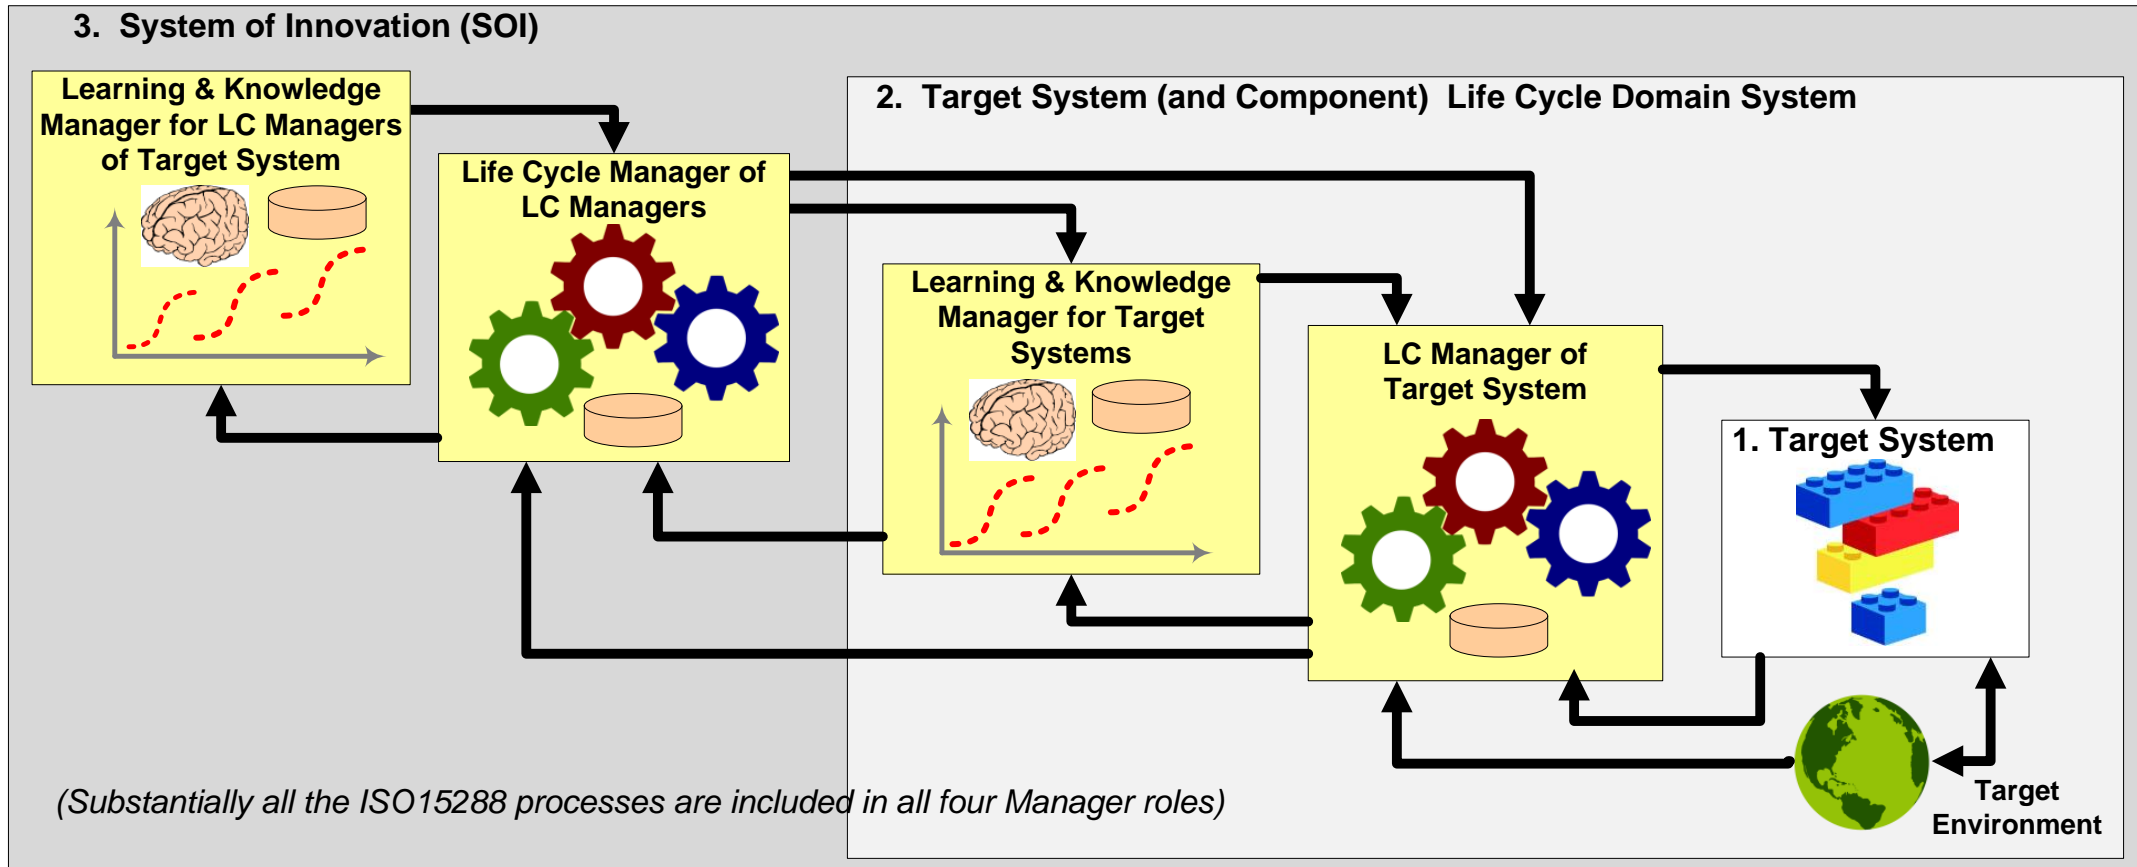 3. System of Innovation (SOI)
Learning & Knowledge
Manager for LC Managers
of Target System
2. Target System (and Component) Life Cycle Domain System
Life Cycle Manager of
LC Managers
Learning & Knowledge
Manager for Target
Systems
LC Manager of
Target System
1. Target System
(Substantially all the ISO15288 processes are included in all four Manager roles)
Target
Environment